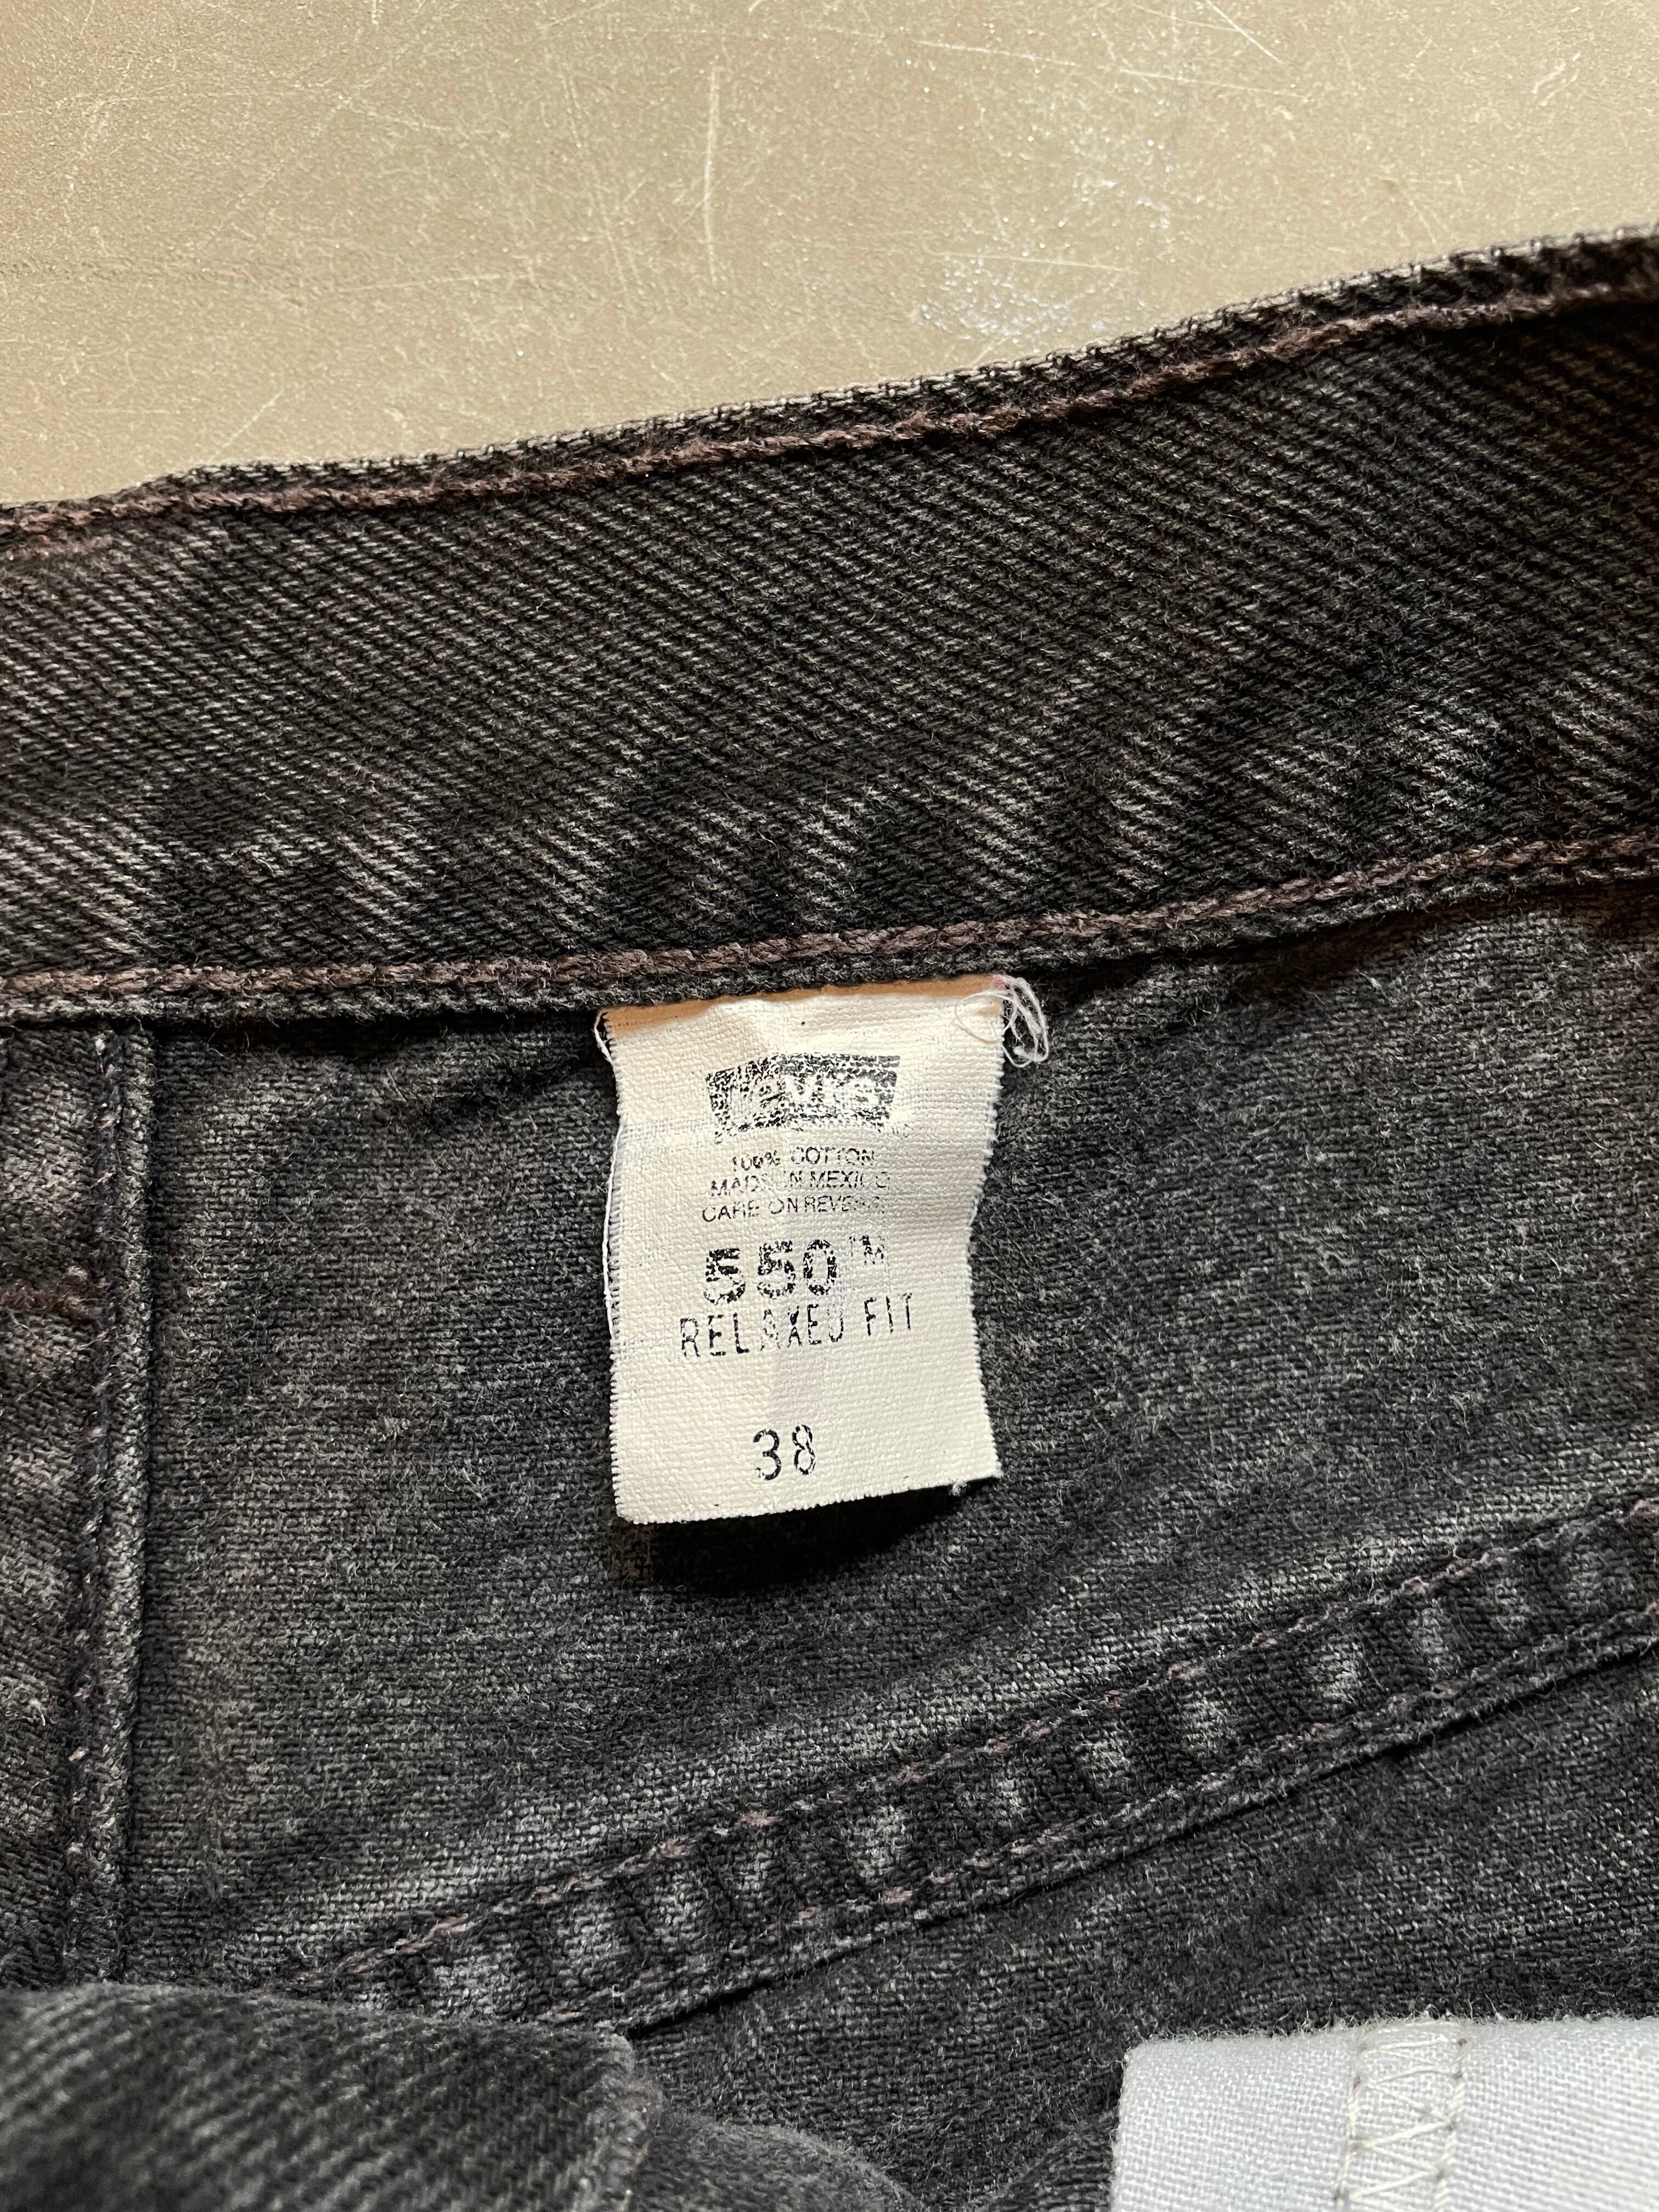 Levi's
100% COTTON
MADE IN MEXICO
CARE ON REVERSE
550™
RELAXED FIT
38